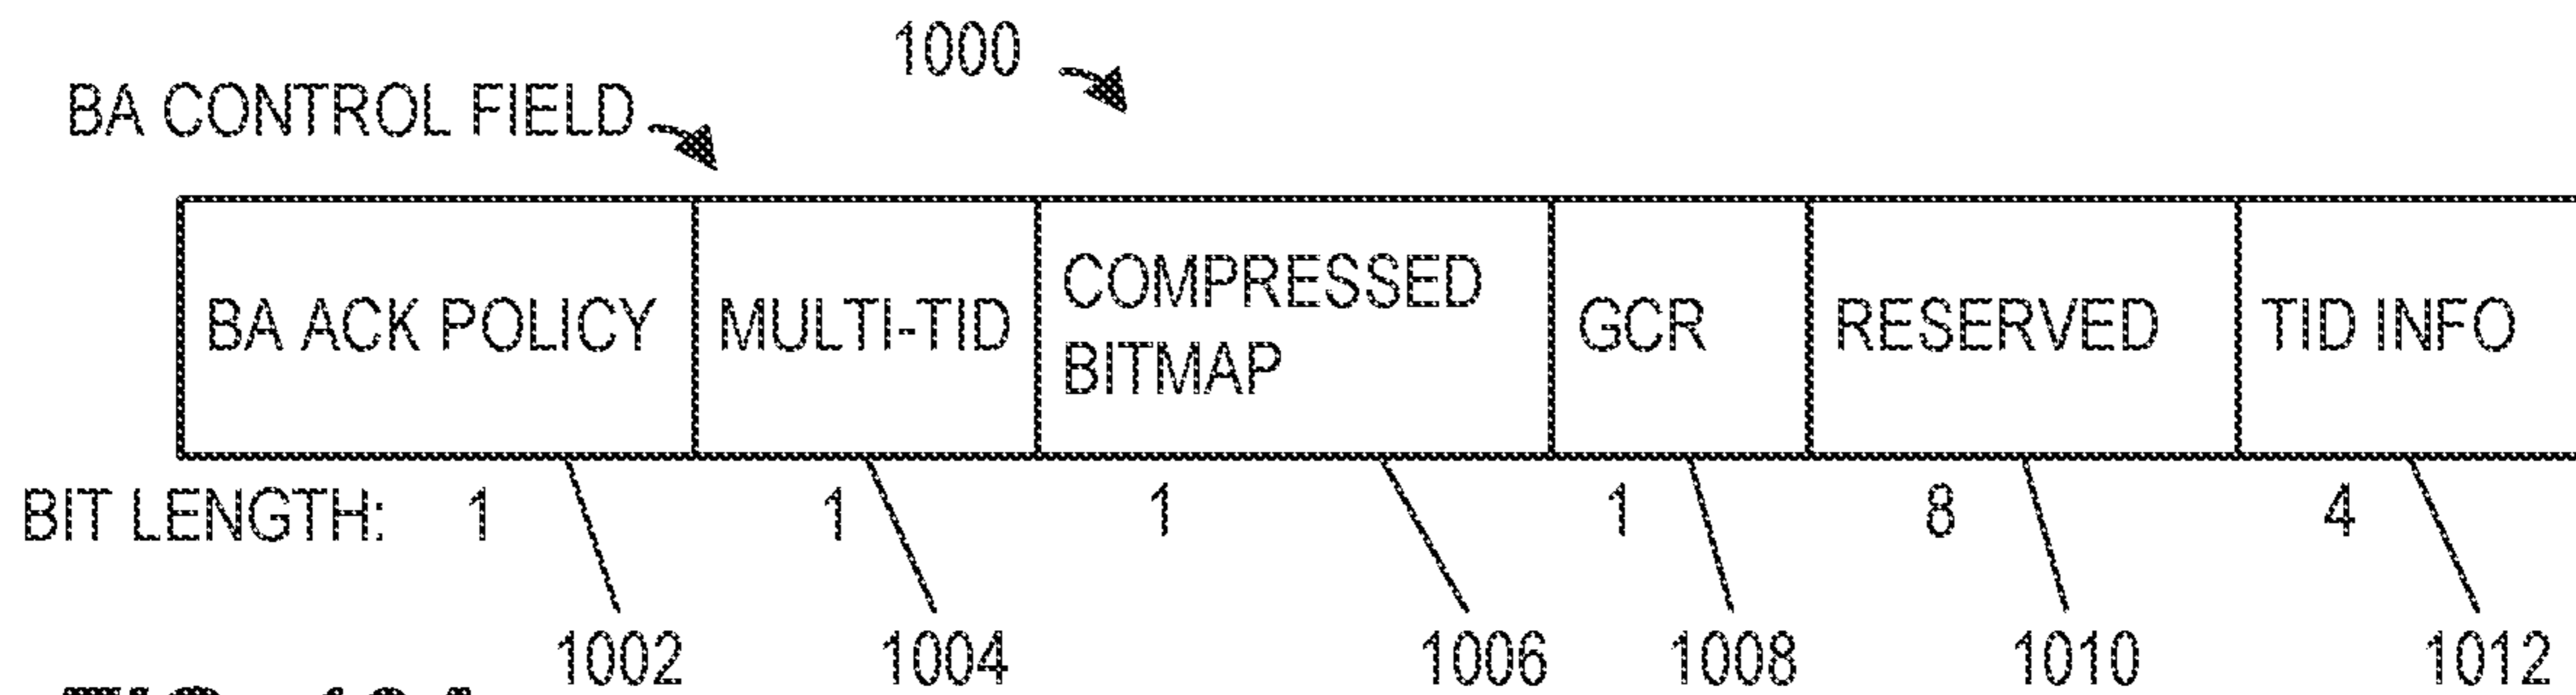 1000
BA CONTROL FIELD
BA ACK POLICY MULTI-TID COMPRESSED BITMAP GCR RESERVED TID INFO
BIT LENGTH: 1 1 1 1 8 4
1002 1004 1006 1008 1010 1012